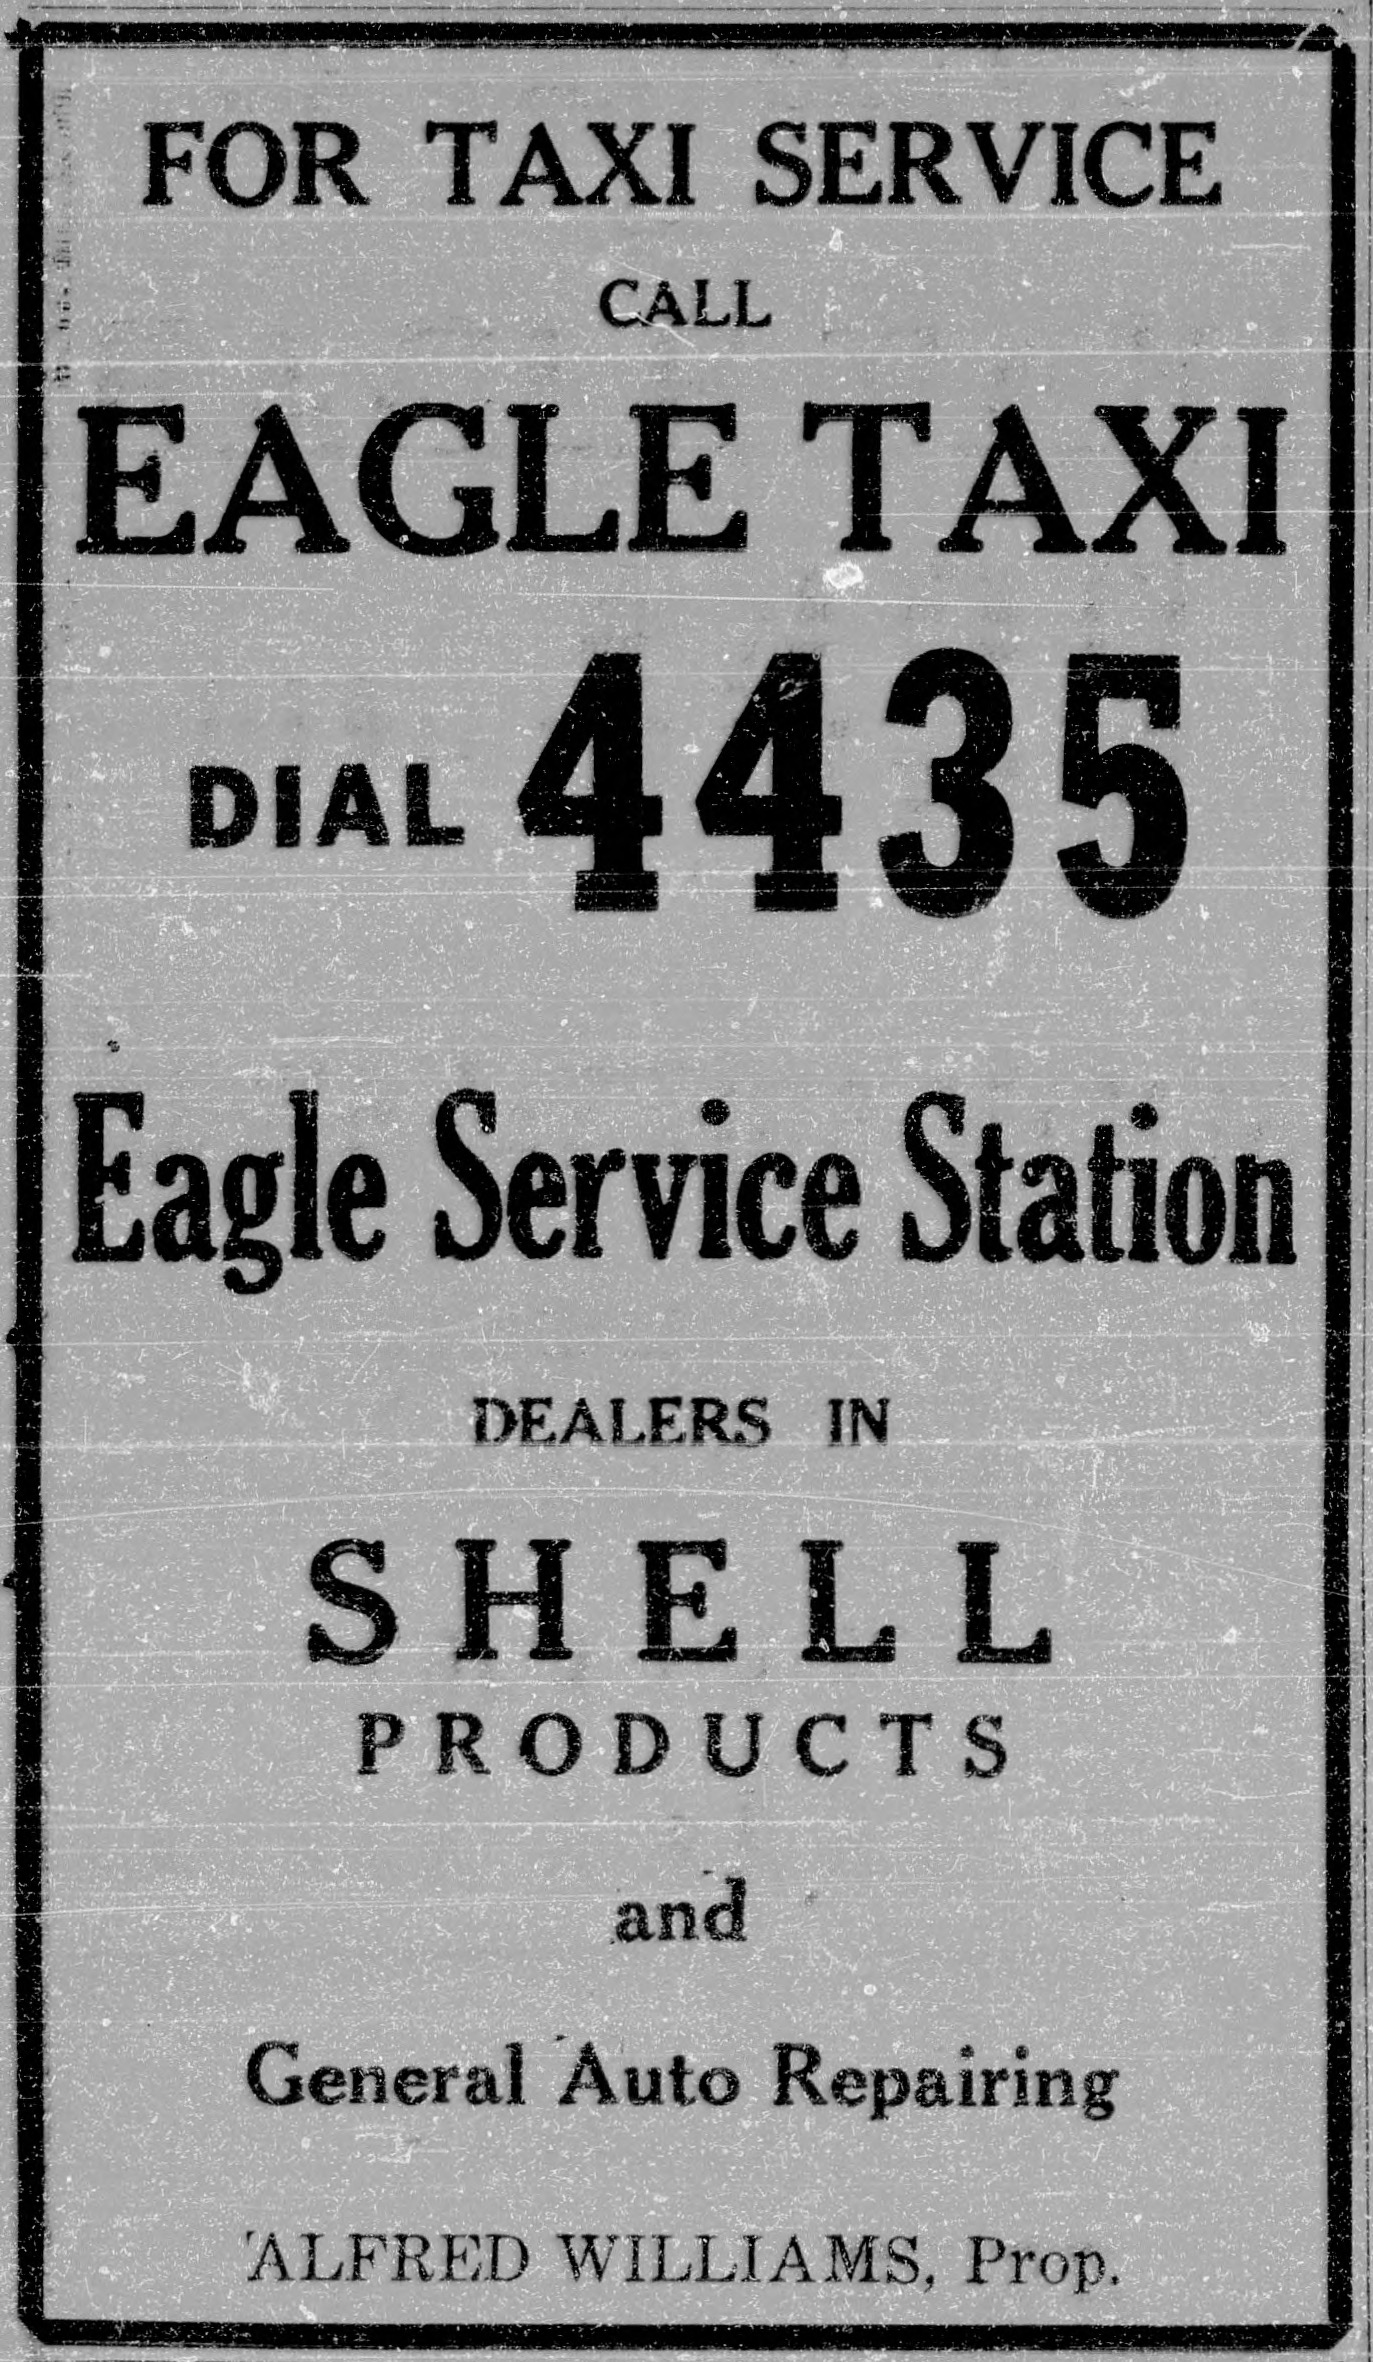 FOR TAXI SERVICE
CALL
EAGLE TAXI
DIAL 4435
Eagle Service Station
DEALERS IN
SHELL
PRODUCTS
and
General Auto Repairing
ALFRED WILLIAMS, Prop.